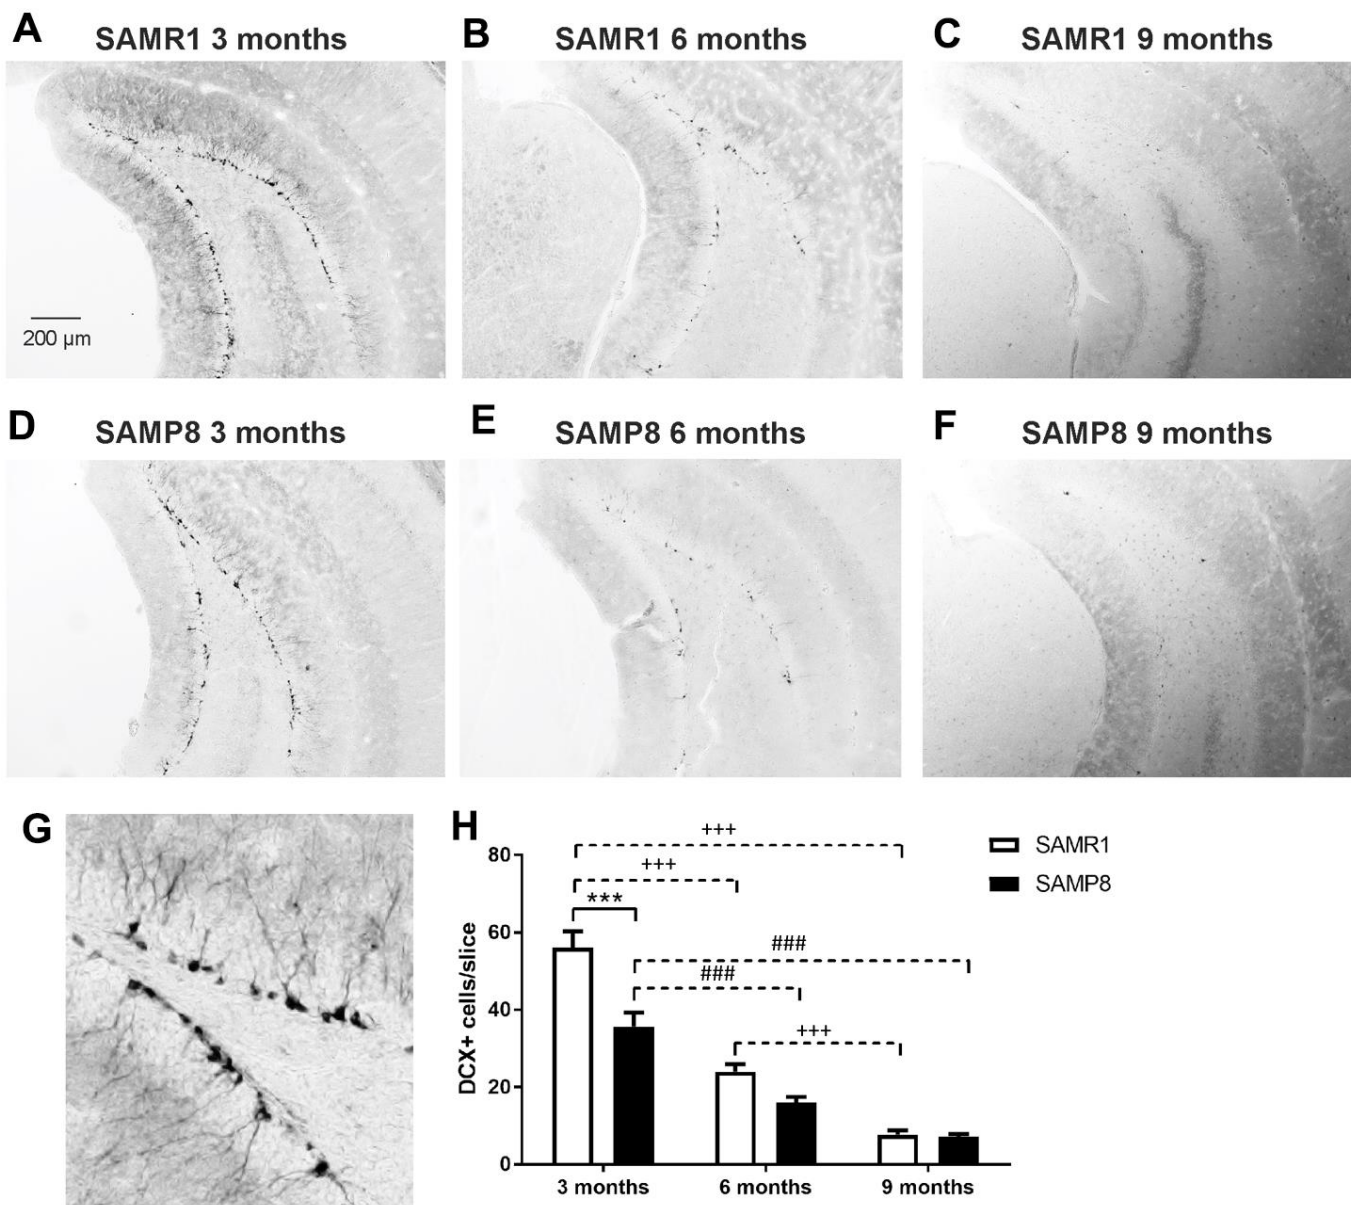 A SAMR1 3 months
B SAMR1 6 months
C SAMR1 9 months
200 µm
D SAMP8 3 months
E SAMP8 6 months
F SAMP8 9 months
G
H
+++
+++
***
###
###
+++
SAMR1
SAMP8
DCX+ cells/slice
80
60
40
20
0
3 months
6 months
9 months